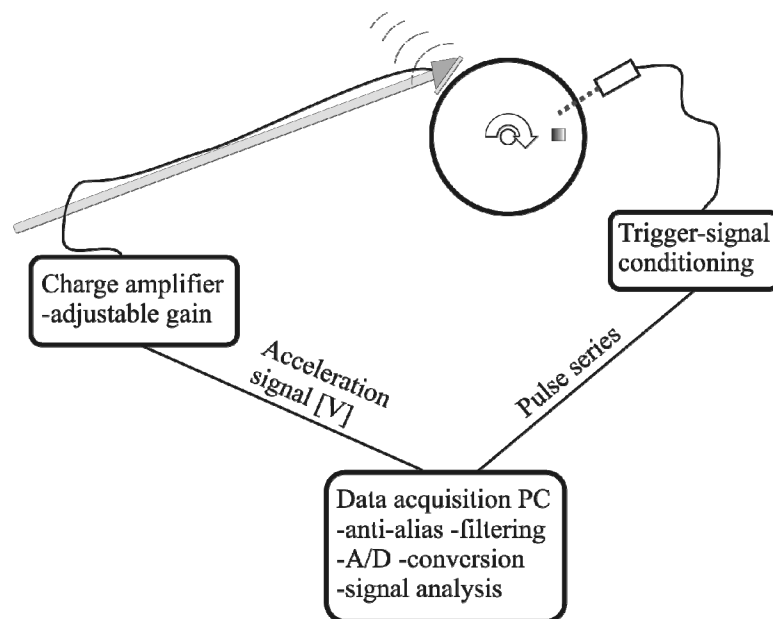 Trigger-signal
conditioning
Charge amplifier
-adjustable gain
Acceleration
signal [V]
Pulse series
Data acquisition PC
-anti-alias -filtering
-A/D -conversion
-signal analysis